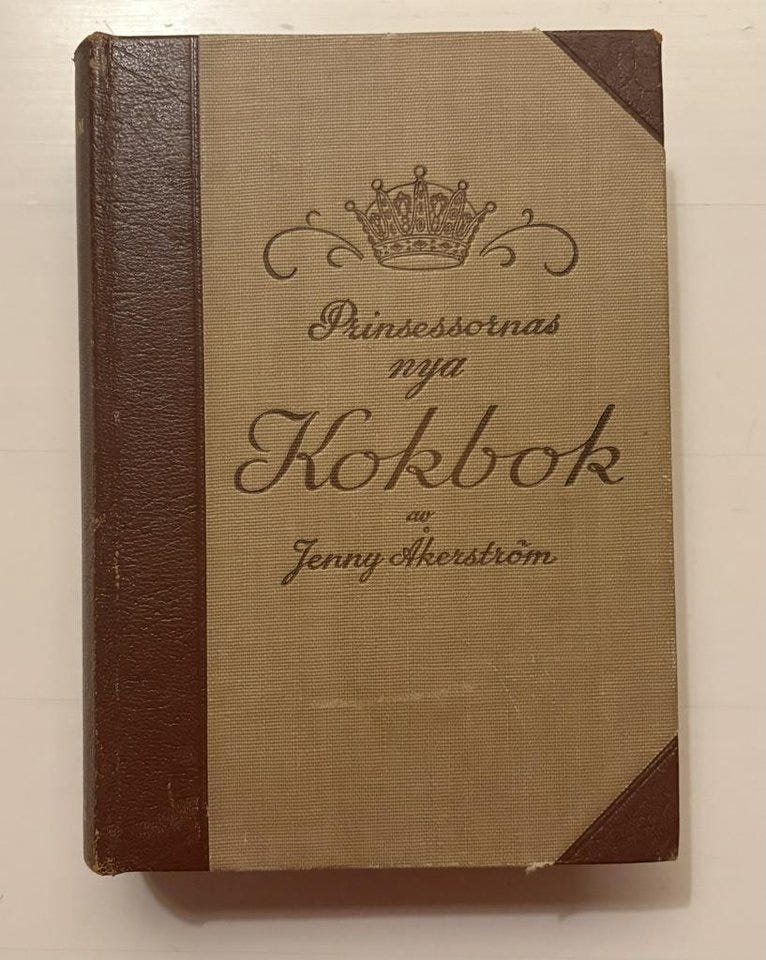 Prinsessornas
nya
Kokbok
av
Jenny Åkerström